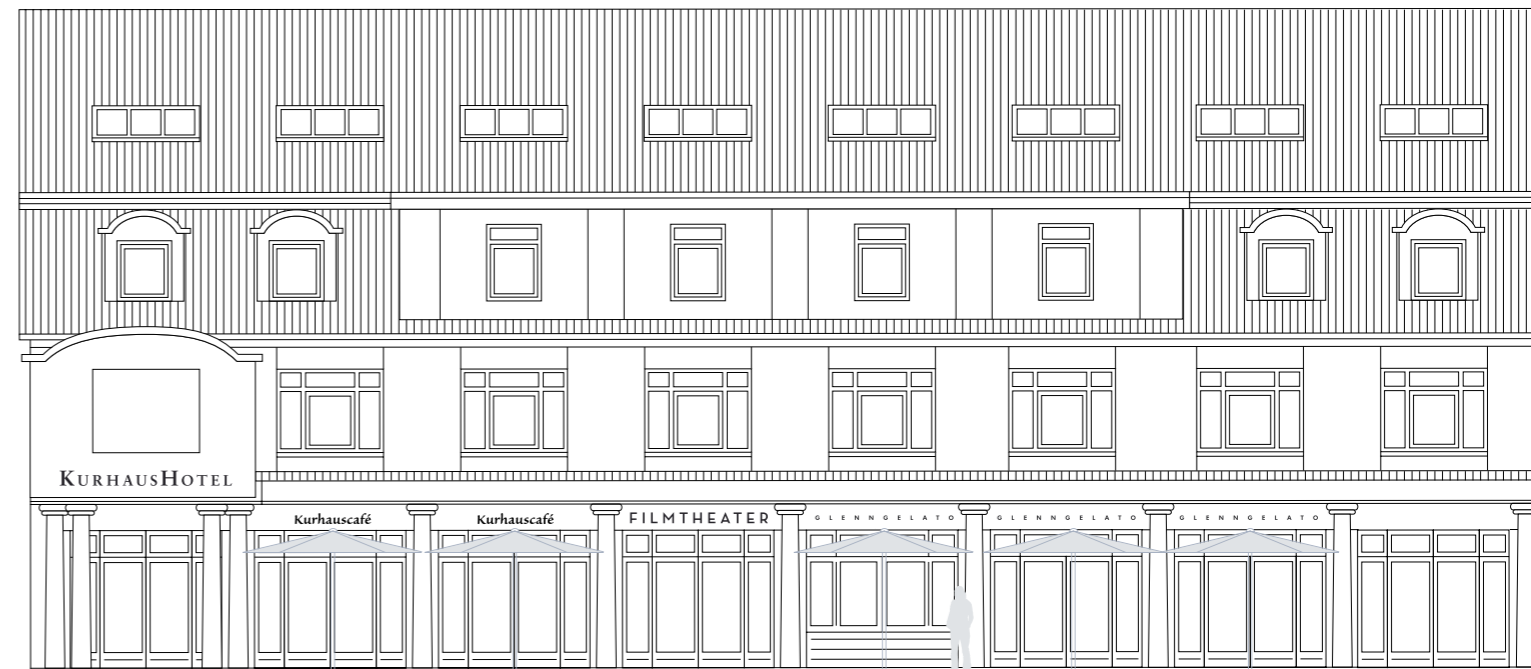 KURHAUSHOTEL
Kurhauscafé
Kurhauscafé
FILMTHEATER
GLENNGELATO
GLENNGELATO
GLENNGELATO